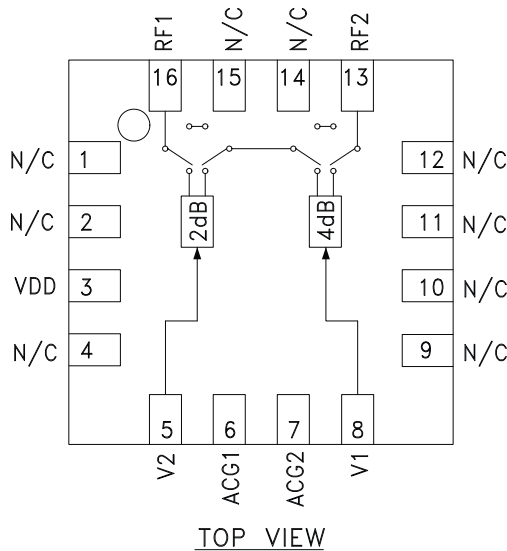 RF1
N/C
N/C
RF2
16
15
14
13
N/C 1
12 N/C
N/C 2
2dB
4dB
11 N/C
VDD 3
10 N/C
N/C 4
9 N/C
5
6
7
8
V2
ACG1
ACG2
V1
TOP VIEW